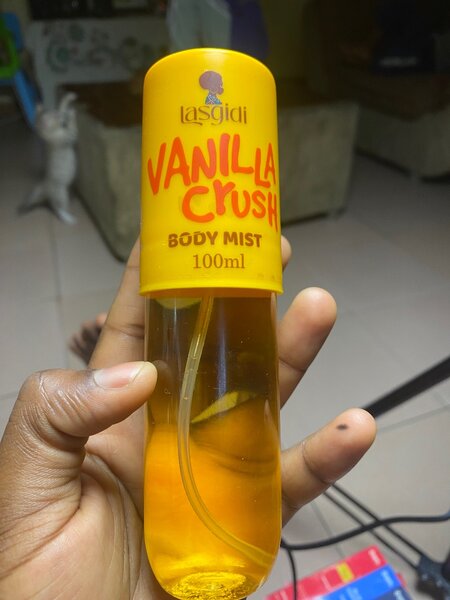 Lasgidi
VANILLA
Crush
BODY MIST
100ml